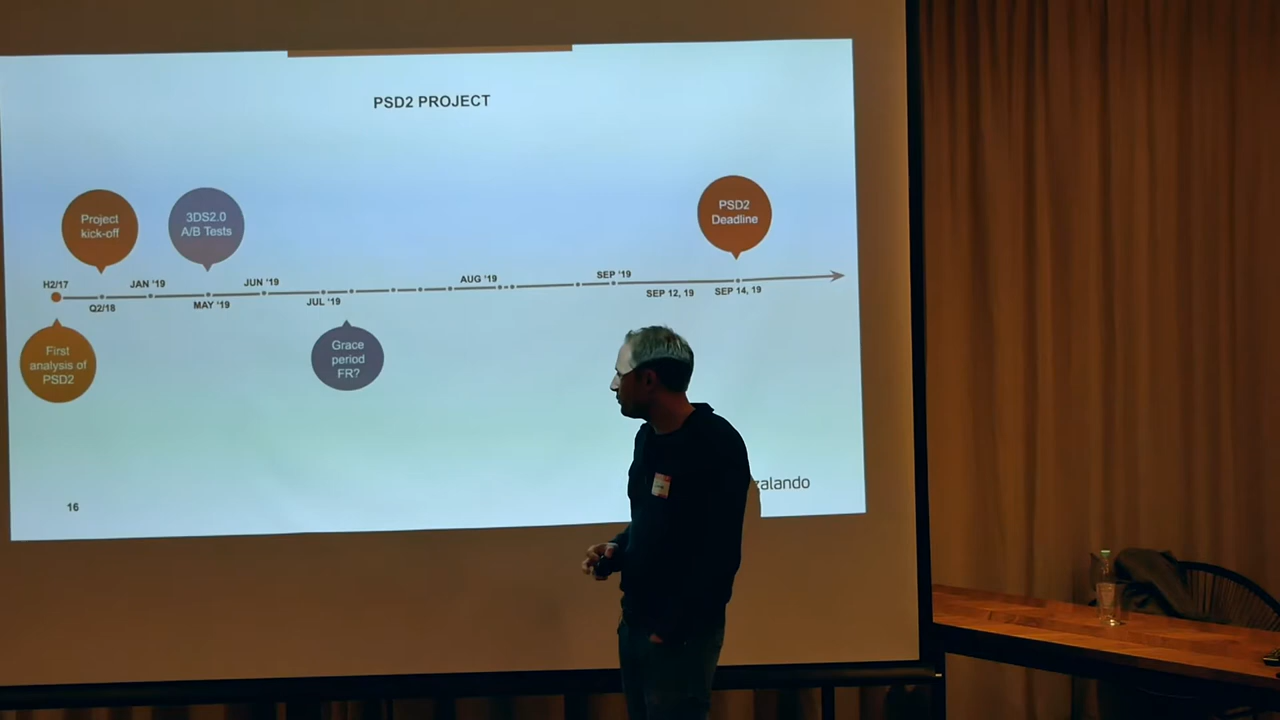 PSD2 PROJECT
Project
kick-off
3DS2.0
A/B Tests
PSD2
Deadline
H2/17
JAN '19
JUN '19
AUG '19
SEP '19
Q2/18
MAY '19
JUL '19
SEP 12, 19
SEP 14, 19
First
analysis of
PSD2
Grace
period
FR?
16
zalando